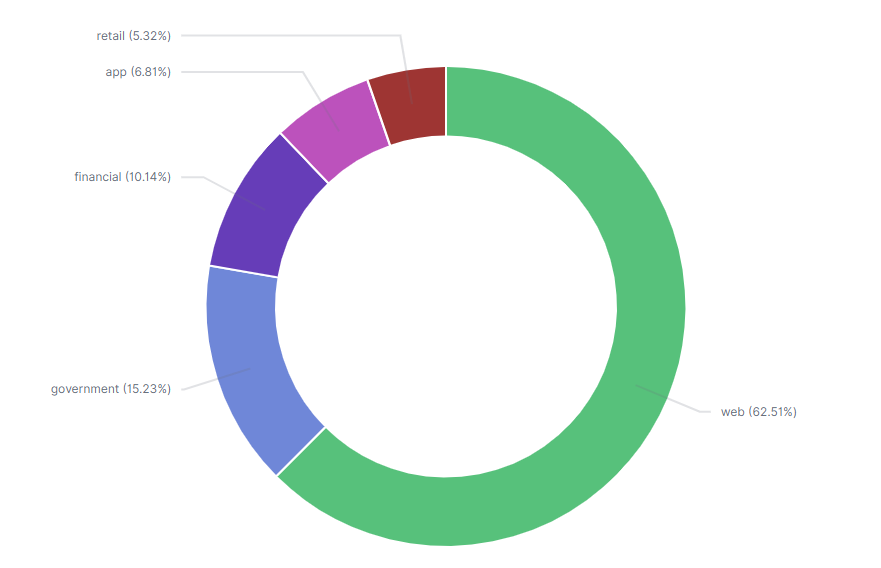 retail (5.32%)
app (6.81%)
financial (10.14%)
government (15.23%)
web (62.51%)